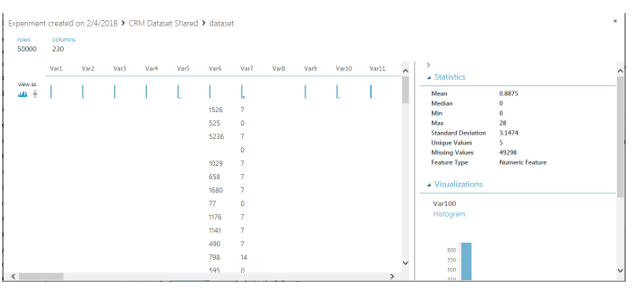 Experiment created on 2/4/2018 > CRM Dataset Shared > dataset
rows columns
50000 230
Var1 Var2 Var3 Var4 Var5 Var6 Var7 Var8 Var9 Var10 Var11
view as
1526 7
525 0
5236 7
0
1029 7
658 7
1680 7
77 0
1176 7
1141 7
490 7
798 14
595 0
Statistics
Mean 0.8875
Median 0
Min 0
Max 28
Standard Deviation 3.1474
Unique Values 5
Missing Values 49298
Feature Type Numeric Feature
Visualizations
Var100
Histogram
600
550
500
450